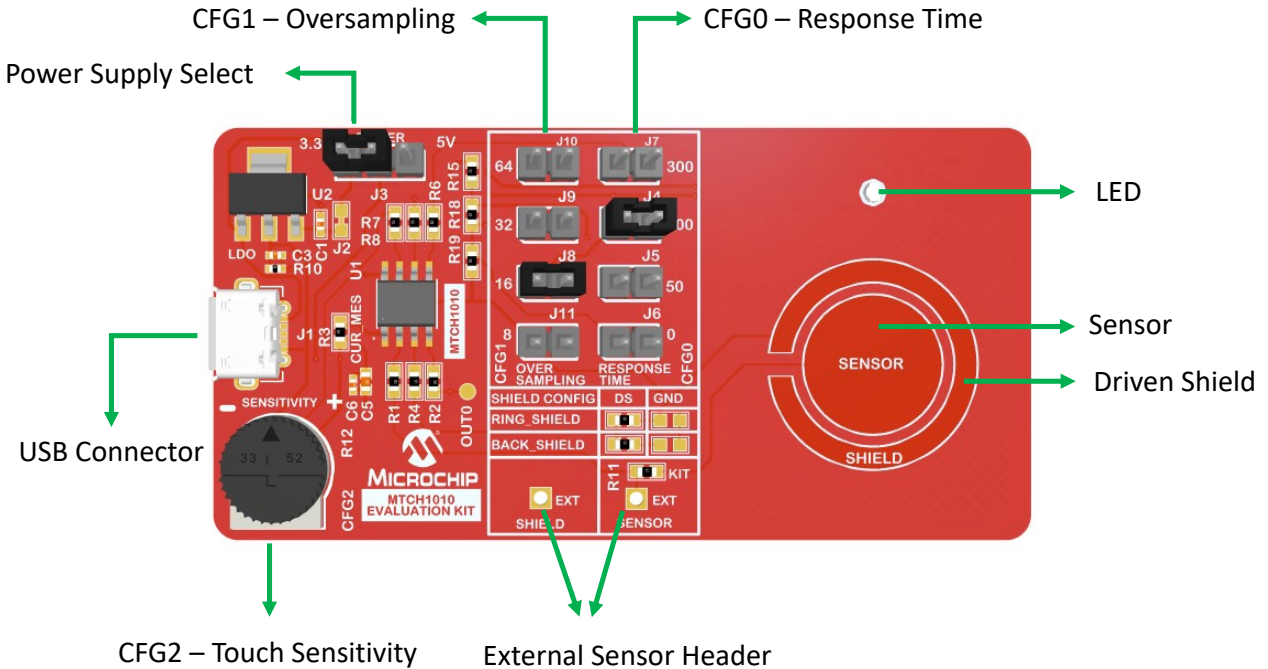 CFG1 – Oversampling
CFG0 – Response Time
Power Supply Select
3.3
ER
5V
J3
U2
J2
C1
C3
R10
LDO
R7
R8
R6
R15
R18
R19
U1
MTCH1010
J1
R3
CUR_MES
C6
C5
R1
R4
R2
OUT0
- SENSITIVITY +
R12
33
52
CFG2
MICROCHIP
MTCH1010
EVALUATION KIT
J10
J7
64
300
J9
J4
32
00
J8
J5
16
50
J11
J6
8
0
CFG1
OVER
SAMPLING
RESPONSE
TIME
CFG0
SHIELD CONFIG
DS
GND
RING_SHIELD
BACK_SHIELD
R11
KIT
EXT
EXT
SHIELD
SENSOR
SENSOR
SHIELD
LED
Sensor
Driven Shield
USB Connector
CFG2 – Touch Sensitivity
External Sensor Header